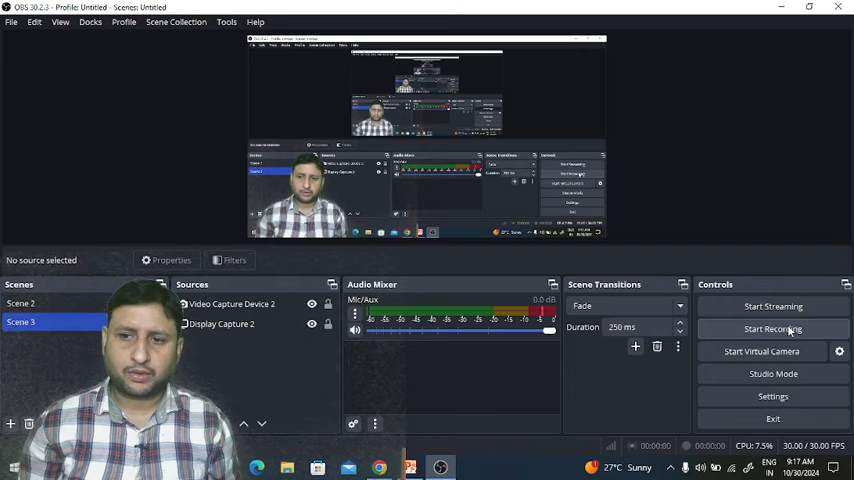 OBS 30.2.3 - Profile: Untitled - Scenes: Untitled
File Edit View Docks Profile Scene Collection Tools Help
No source selected Properties Filters
Scenes
Scene 2
Scene 3
Sources
Video Capture Device 2
Display Capture 2
Audio Mixer
Mic/Aux 0.0 dB
-60 -55 -50 -45 -40 -35 -30 -25 -20 -15 -10 -5 0
Scene Transitions
Fade
Duration 250 ms
Controls
Start Streaming
Start Recording
Start Virtual Camera
Studio Mode
Settings
Exit
00:00:00 00:00:00 CPU: 7.5% 30.00 / 30.00 FPS
27°C Sunny
ENG
IN
9:17 AM
10/30/2024